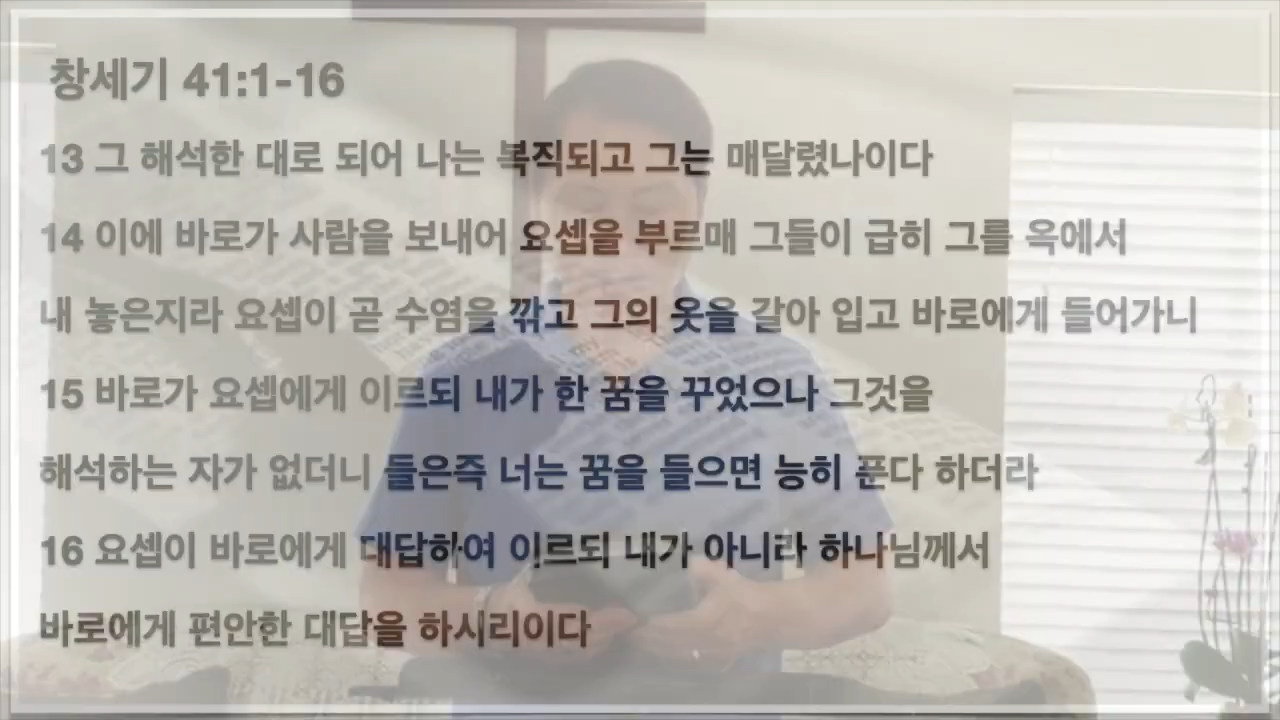 창세기 41:1-16
13 그 해석한 대로 되어 나는 복직되고 그는 매달렸나이다
14 이에 바로가 사람을 보내어 요셉을 부르매 그들이 급히 그를 옥에서
내 놓은지라 요셉이 곧 수염을 깎고 그의 옷을 갈아 입고 바로에게 들어가니
15 바로가 요셉에게 이르되 내가 한 꿈을 꾸었으나 그것을
해석하는 자가 없더니 들은즉 너는 꿈을 들으면 능히 푼다 하더라
16 요셉이 바로에게 대답하여 이르되 내가 아니라 하나님께서
바로에게 편안한 대답을 하시리이다